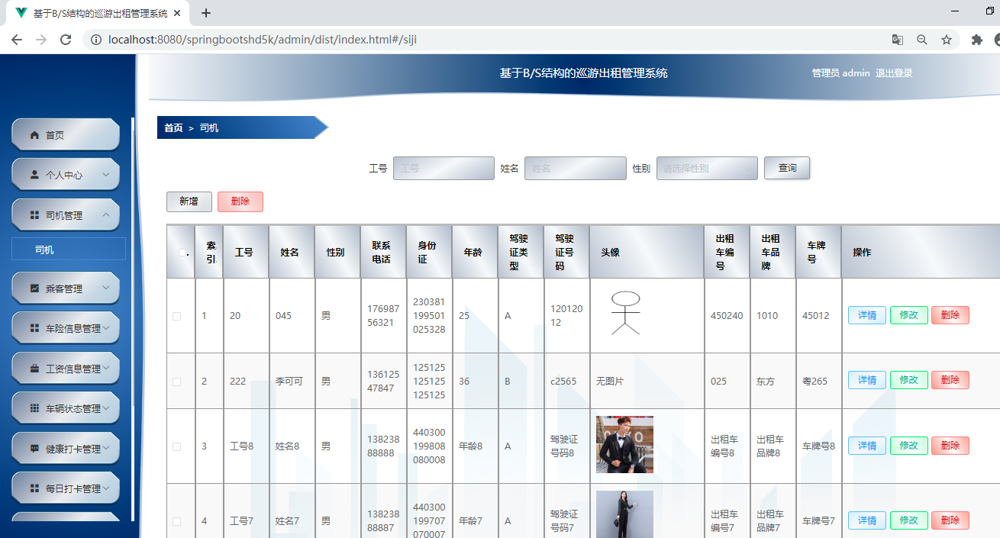 基于B/S结构的巡游出租管理系统
localhost:8080/springbootshd5k/admin/dist/index.html#/siji
基于B/S结构的巡游出租管理系统
管理员 admin 退出登录
首页
个人中心
司机管理
司机
乘客管理
车险信息管理
工资信息管理
车辆状态管理
健康打卡管理
每日打卡管理
首页 > 司机
工号 工号 姓名 姓名 性别 请选择性别 查询
新增 删除
索引 工号 姓名 性别 联系电话 身份证 年龄 驾驶证类型 驾驶证号码 头像 出租车编号 出租车品牌 车牌号 操作
1 20 045 男 17698756321 230381199501025328 25 A 12012012 450240 1010 45012 详情 修改 删除
2 222 李可可 男 13612547847 125125125125125125 36 B c2565 无图片 025 东方 粤265 详情 修改 删除
3 工号8 姓名8 男 13823888888 440300199808080008 年龄8 A 驾驶证号码8 出租车编号8 出租车品牌8 车牌号8 详情 修改 删除
4 工号7 姓名7 男 13823888887 440300199707070007 年龄7 A 驾驶证号码7 出租车编号7 出租车品牌7 车牌号7 详情 修改 删除